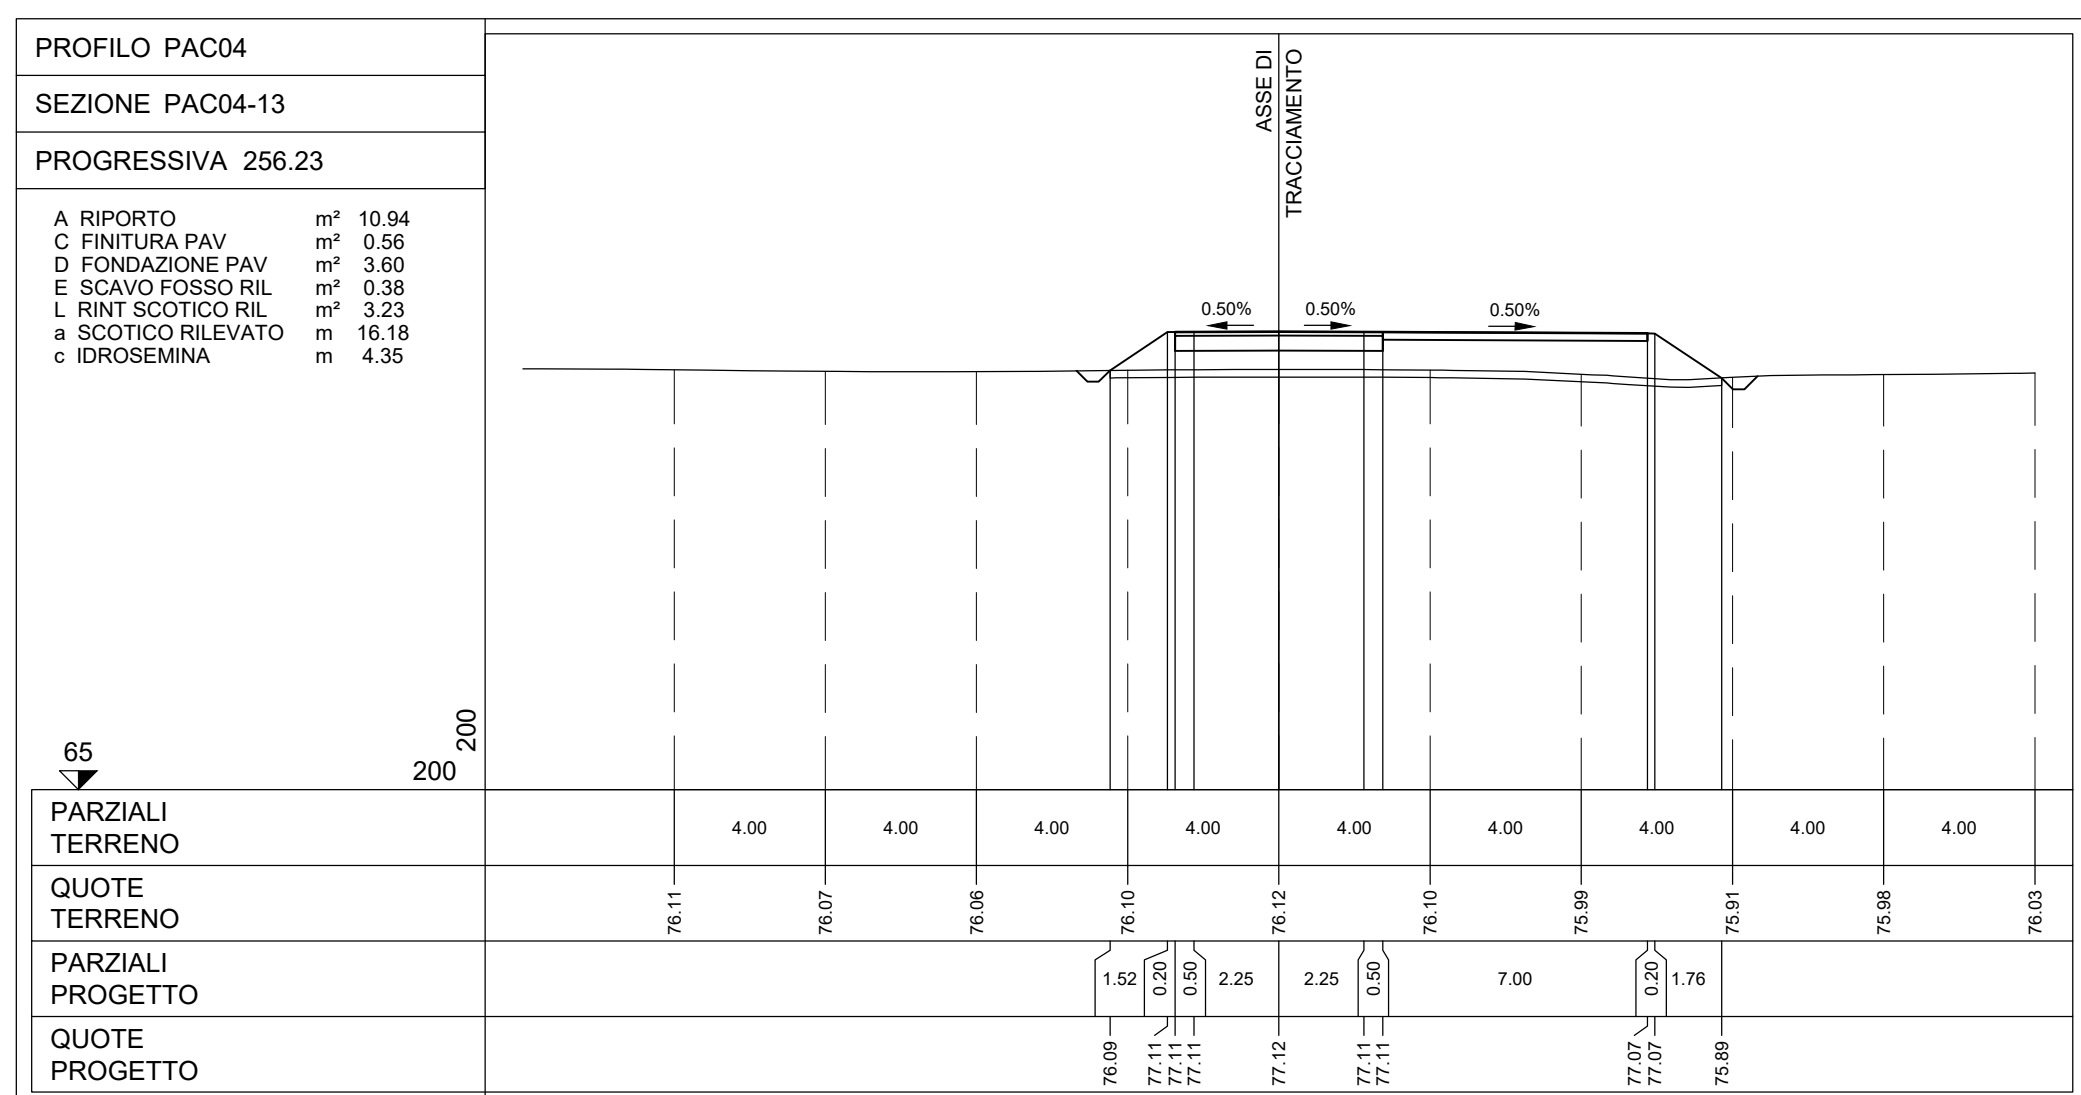 PROFILO PAC04
SEZIONE PAC04-13
PROGRESSIVA 256.23
A RIPORTO m² 10.94
C FINITURA PAV m² 0.56
D FONDAZIONE PAV m² 3.60
E SCAVO FOSSO RIL m² 0.38
L RINT SCOTICO RIL m² 3.23
a SCOTICO RILEVATO m 16.18
c IDROSEMINA m 4.35
ASSE DI
TRACCIAMENTO
0.50% 0.50% 0.50%
65
200
200
PARZIALI
TERRENO
4.00 4.00 4.00 4.00 4.00 4.00 4.00 4.00 4.00
QUOTE
TERRENO
76.11 76.07 76.06 76.10 76.12 76.10 75.99 75.91 75.98 76.03
PARZIALI
PROGETTO
1.52 0.20 0.50 2.25 2.25 0.50 7.00 0.20 1.76
QUOTE
PROGETTO
76.09 77.11 77.11 77.11 77.12 77.11 77.11 77.07 77.07 75.89